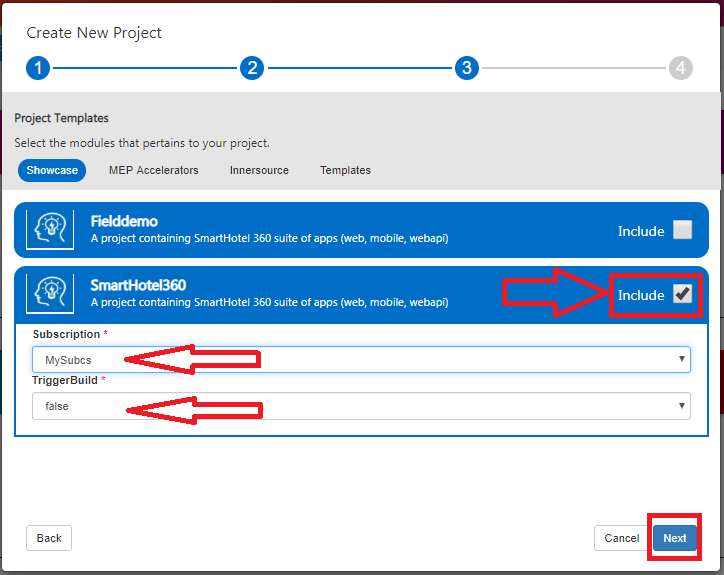 Create New Project
1 2 3 4
Project Templates
Select the modules that pertains to your project.
Showcase MEP Accelerators Innersource Templates
Fielddemo
A project containing SmartHotel 360 suite of apps (web, mobile, webapi)
Include
SmartHotel360
A project containing SmartHotel 360 suite of apps (web, mobile, webapi)
Include
Subscription *
MySubcs
TriggerBuild *
false
Back Cancel Next